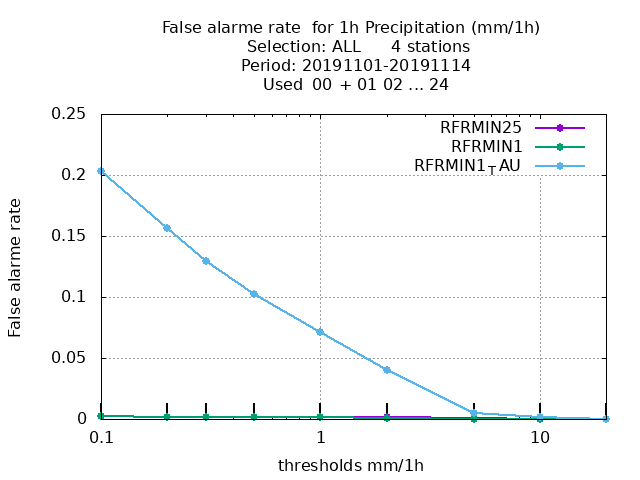 False alarme rate  for 1h Precipitation (mm/1h)
Selection: ALL      4 stations
Period: 20191101-20191114
Used  00  + 01 02 ... 24
RFRMIN25
RFRMIN1
RFRMIN1TAU
False alarme rate
0.25
0.2
0.15
0.1
0.05
0
0.1 1 10
thresholds mm/1h